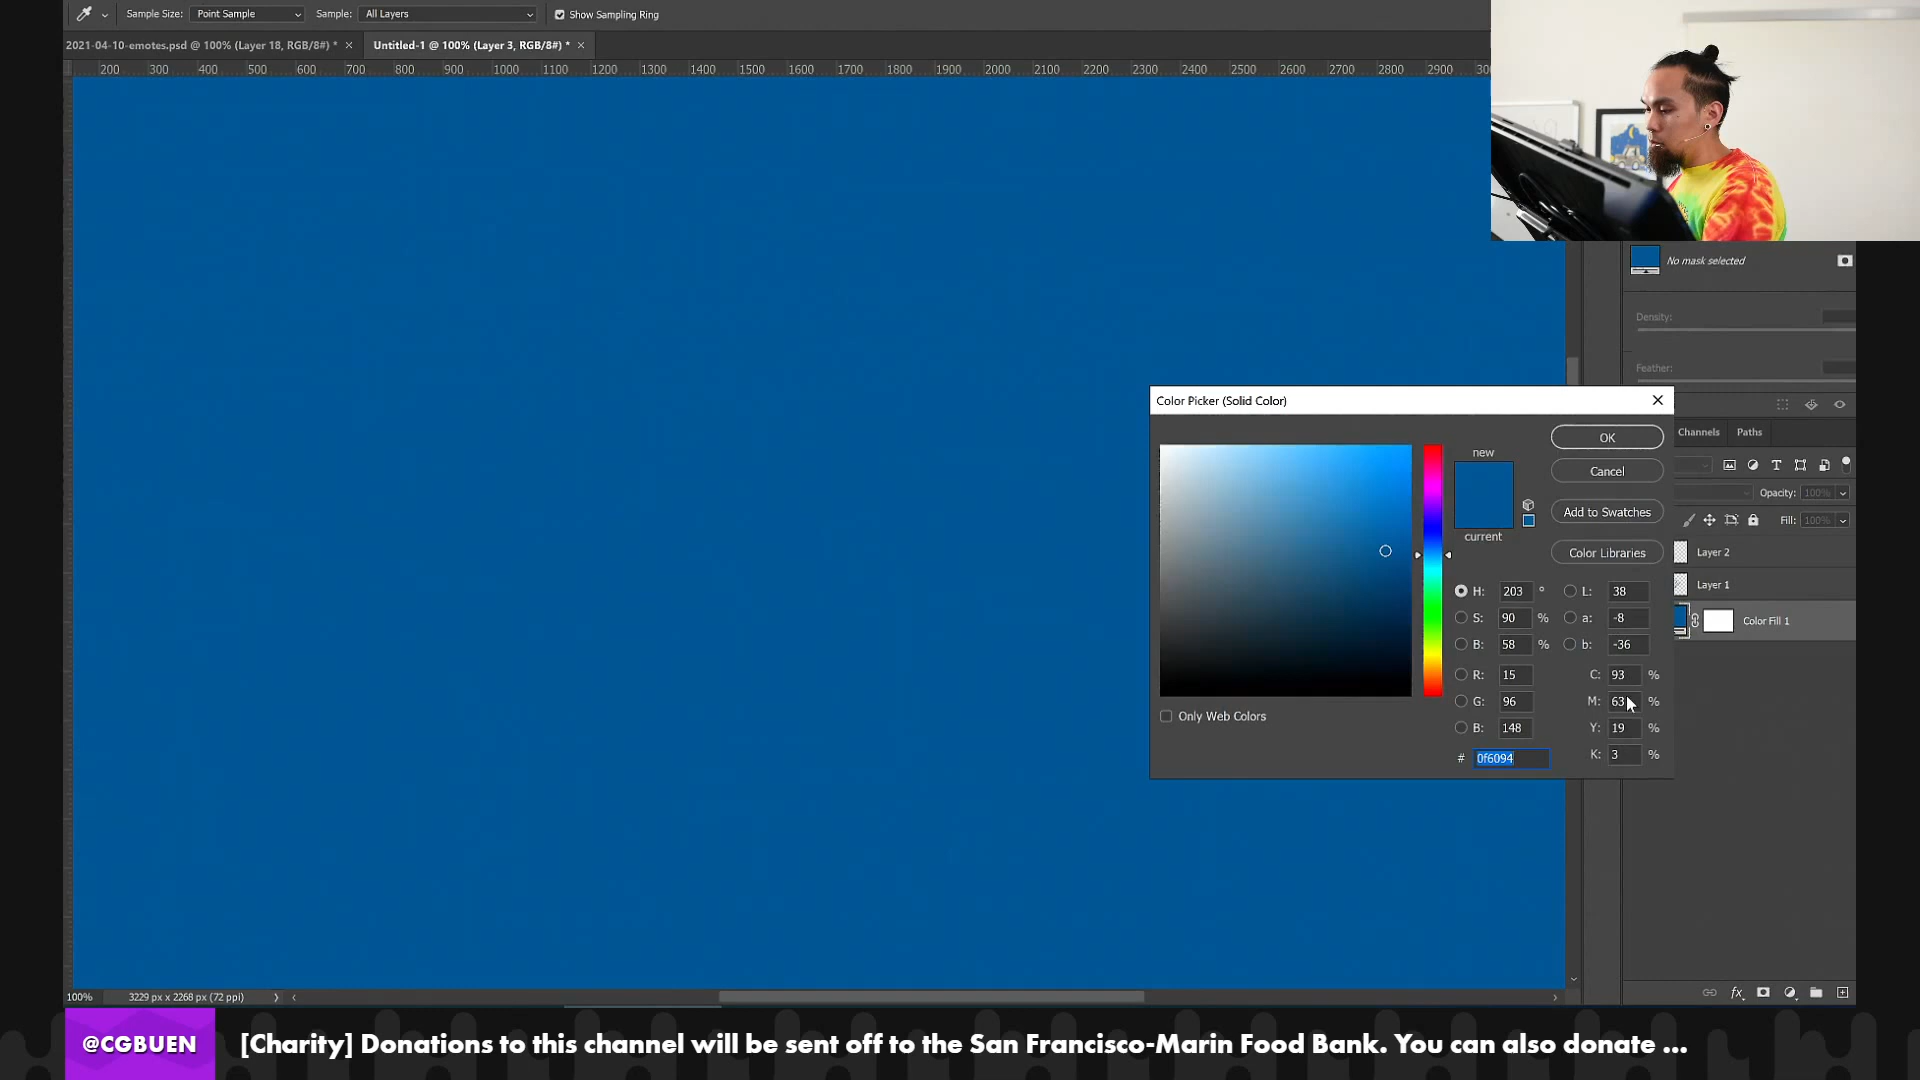 Sample Size: Point Sample Sample: All Layers Show Sampling Ring
2021-04-10-emotes.psd @ 100% (Layer 18, RGB/8#) * × Untitled-1 @ 100% (Layer 3, RGB/8#) * ×
200 300 400 500 600 700 800 900 1000 1100 1200 1300 1400 1500 1600 1700 1800 1900 2000 2100 2200 2300 2400 2500 2600 2700 2800 2900
No mask selected
Density:
Feather:
Color Picker (Solid Color)
new
current
OK
Cancel
Add to Swatches
Color Libraries
H: 203 ° L: 38
S: 90 % a: -8
B: 58 % b: -36
R: 15 C: 93 %
G: 96 M: 63 %
B: 148 Y: 19 %
# 0f6094 K: 3 %
Only Web Colors
Channels Paths
Opacity: 100%
Fill: 100%
Layer 2
Layer 1
Color Fill 1
fx
100% 3229 px x 2268 px (72 ppi)
@CGBUEN
[Charity] Donations to this channel will be sent off to the San Francisco-Marin Food Bank. You can also donate ...